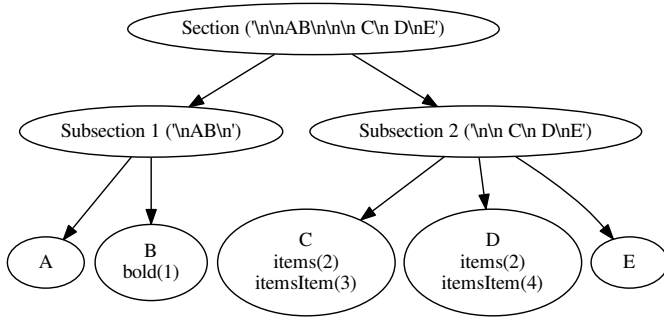 Section ('\n\nAB\n\n\n C\n D\nE')
Subsection 1 ('\nAB\n')
Subsection 2 ('\n\n C\n D\nE')
A
B
bold(1)
C
items(2)
itemsItem(3)
D
items(2)
itemsItem(4)
E